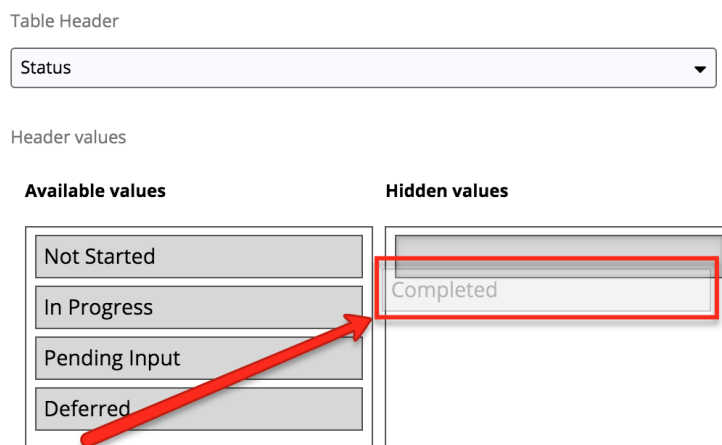 Table Header
Status
Header values
Available values
Hidden values
Not Started
Completed
In Progress
Pending Input
Deferred